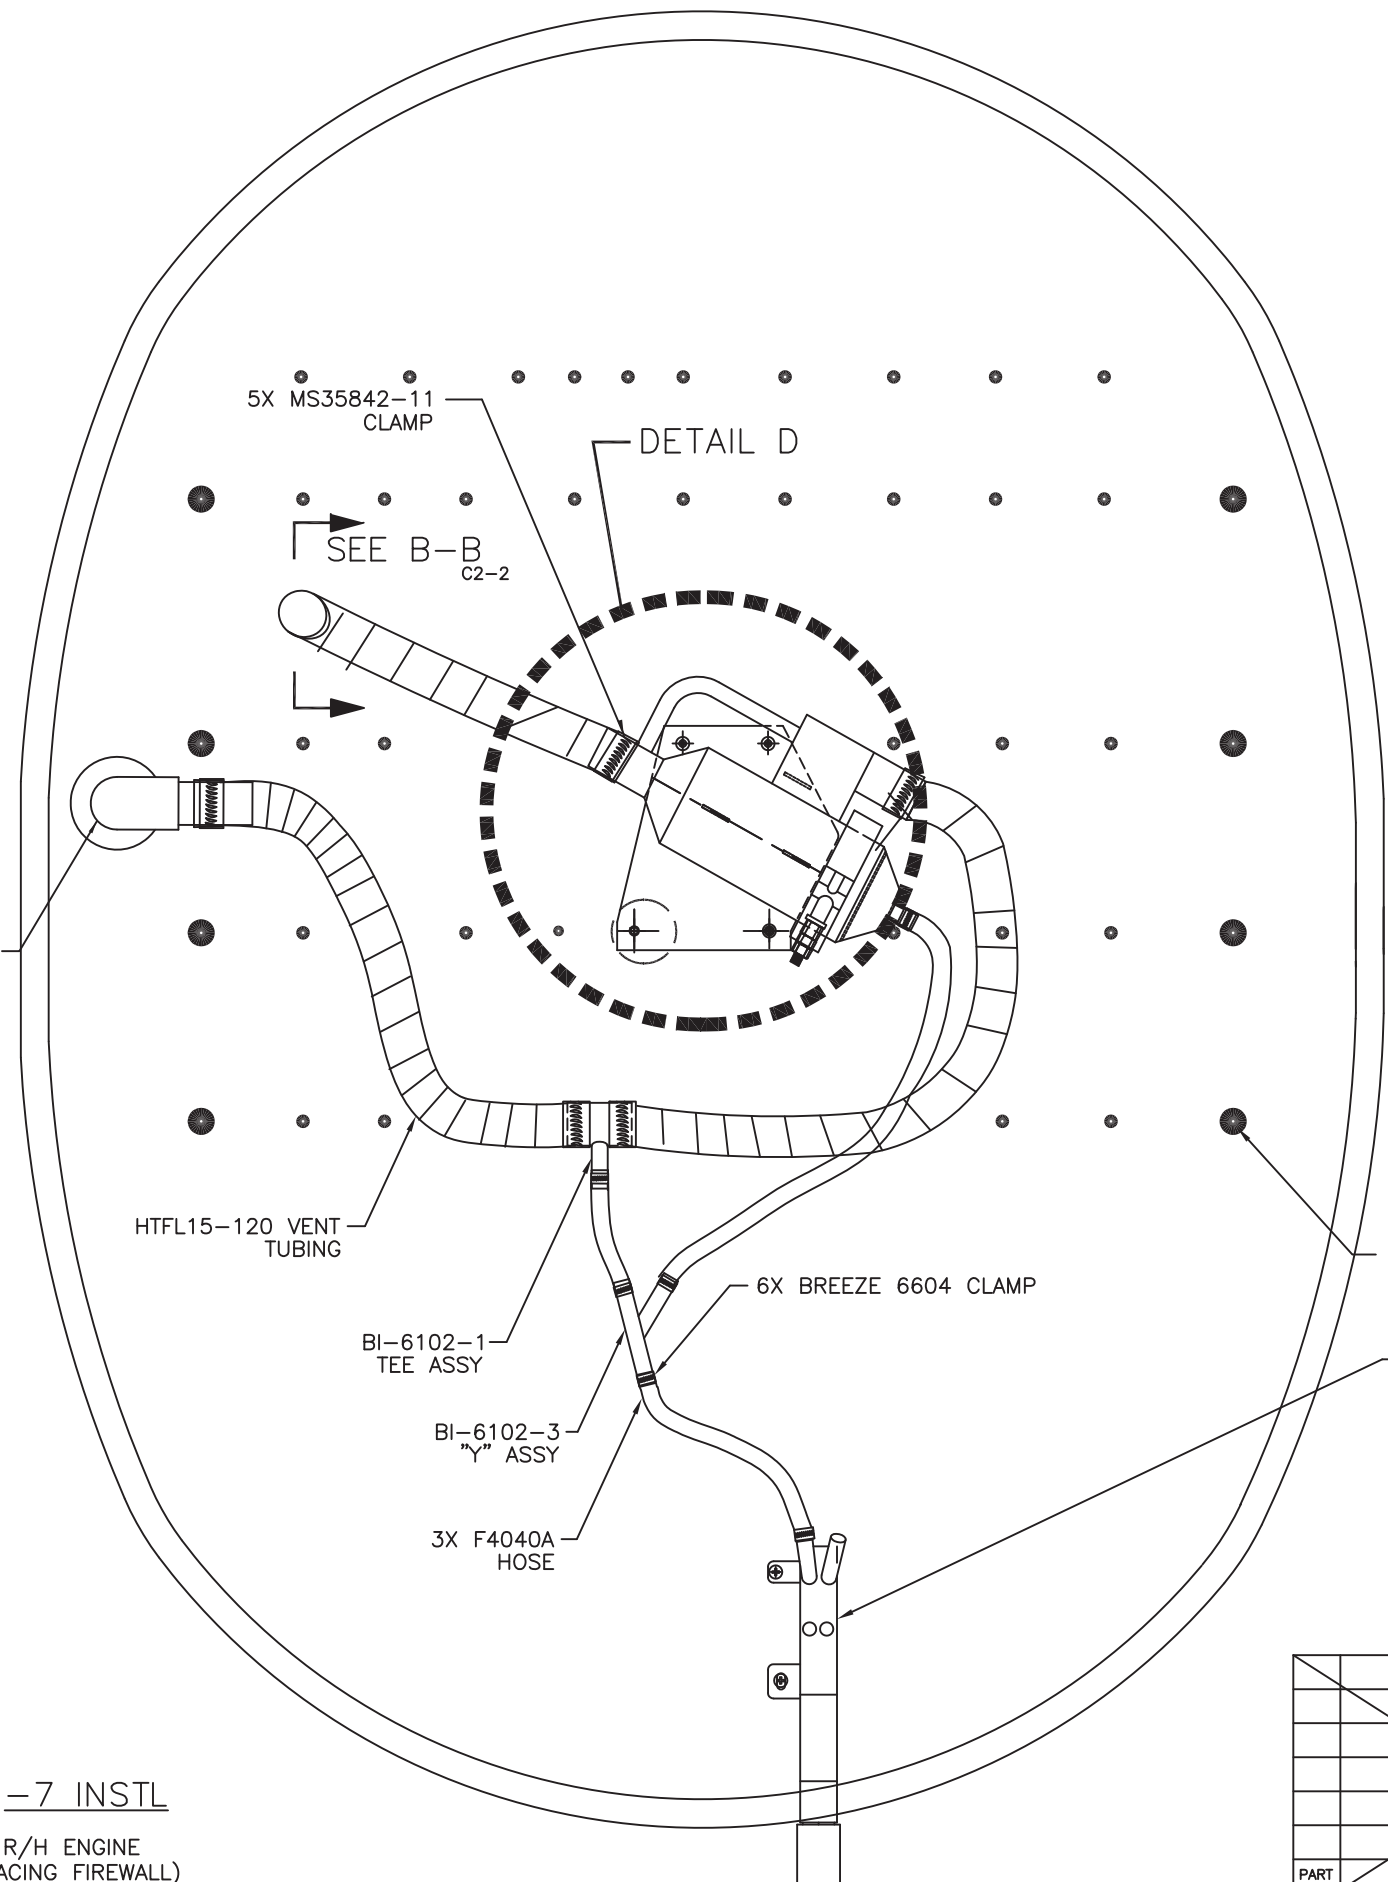 5X MS35842-11
CLAMP
DETAIL D
SEE B-B
C2-2
HTFL15-120 VENT
TUBING
6X BREEZE 6604 CLAMP
BI-6102-1
TEE ASSY
BI-6102-3
"Y" ASSY
3X F4040A
HOSE
-7 INSTL
R/H ENGINE
ACING FIREWALL)
PART